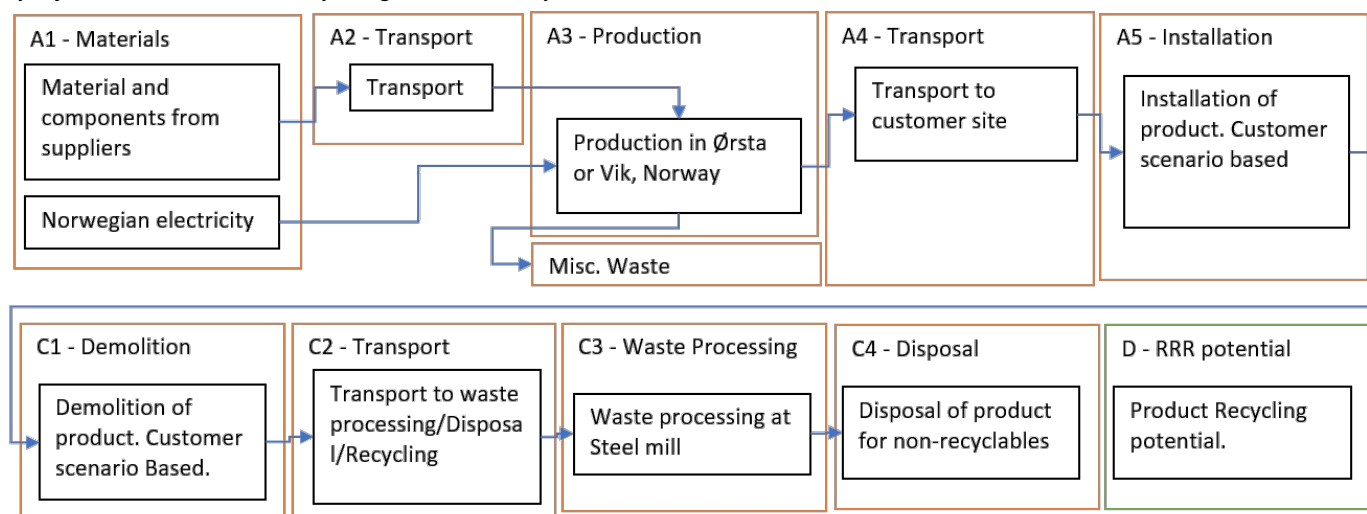 A1 - Materials
Material and
components from
suppliers
Norwegian electricity
A2 - Transport
Transport
A3 - Production
Production in Ørsta
or Vik, Norway
Misc. Waste
A4 - Transport
Transport to
customer site
A5 - Installation
Installation of
product. Customer
scenario based
C1 - Demolition
Demolition of
product. Customer
scenario Based.
C2 - Transport
Transport to waste
processing/Disposa
l/Recycling
C3 - Waste Processing
Waste processing at
Steel mill
C4 - Disposal
Disposal of product
for non-recyclables
D - RRR potential
Product Recycling
potential.